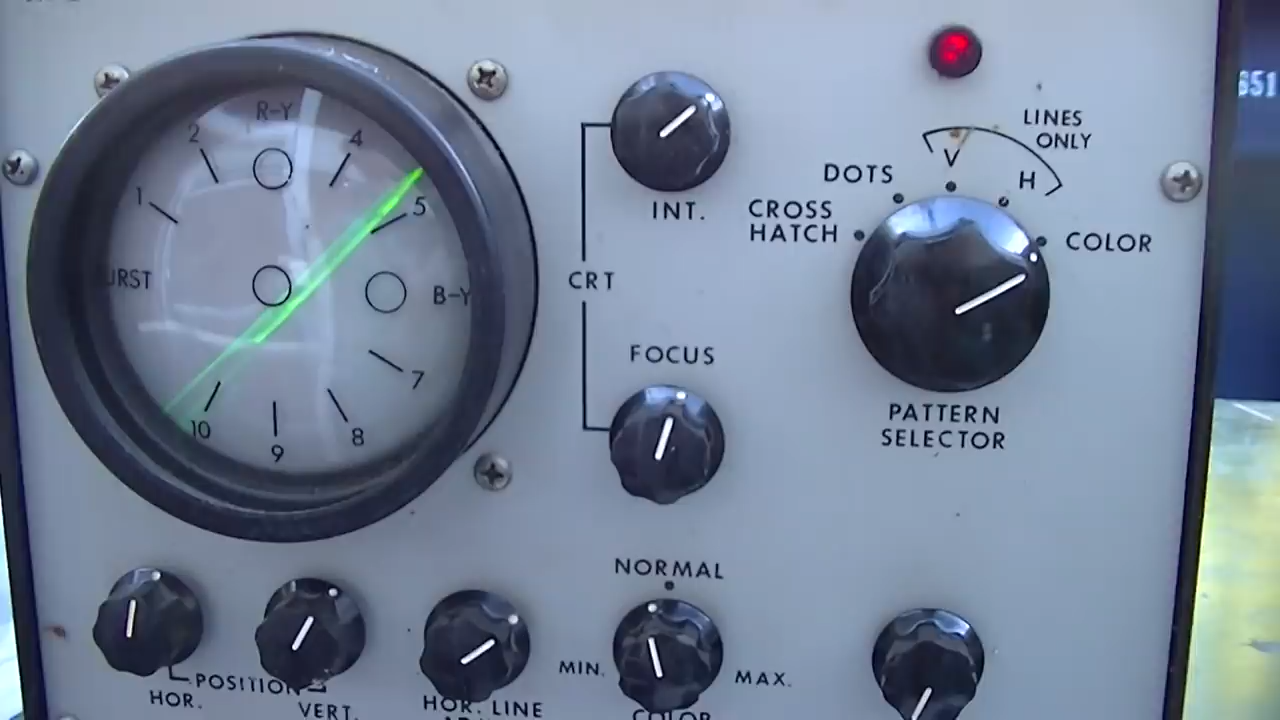 R-Y
2
4
1
5
B-Y
7
10
8
9
CRT
INT.
FOCUS
LINES
ONLY
V
H
DOTS
CROSS
HATCH
COLOR
PATTERN
SELECTOR
651
NORMAL
MIN.
MAX.
POSITION
HOR.
VERT.
HOR. LINE
COLOR